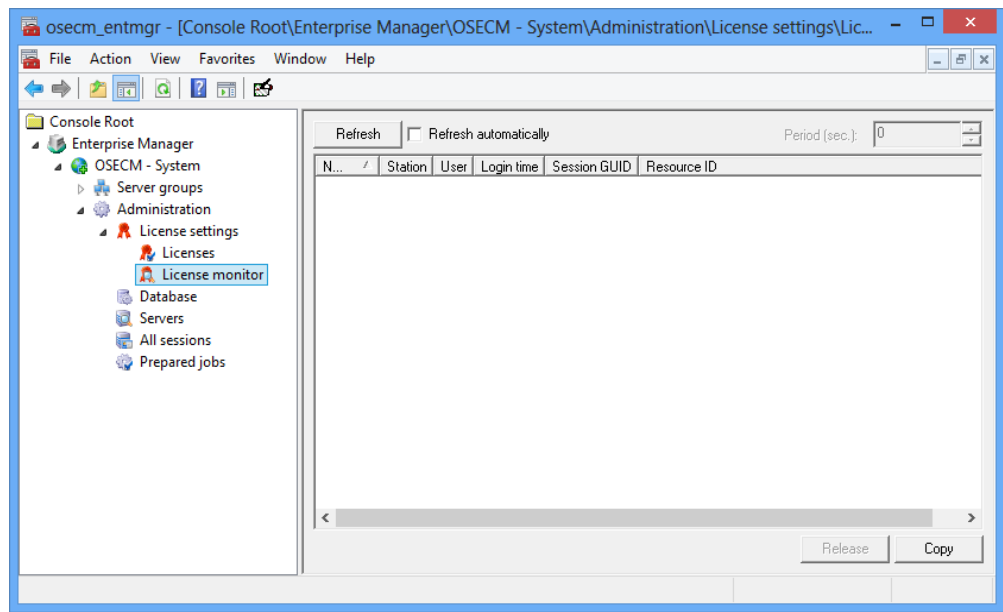 osecm_entmgr - [Console Root\Enterprise Manager\OSECM - System\Administration\License settings\Lic...
File Action View Favorites Window Help
Console Root
Enterprise Manager
OSECM - System
Server groups
Administration
License settings
Licenses
License monitor
Database
Servers
All sessions
Prepared jobs
Refresh Refresh automatically Period (sec.): 0
N... Station User Login time Session GUID Resource ID
Release Copy